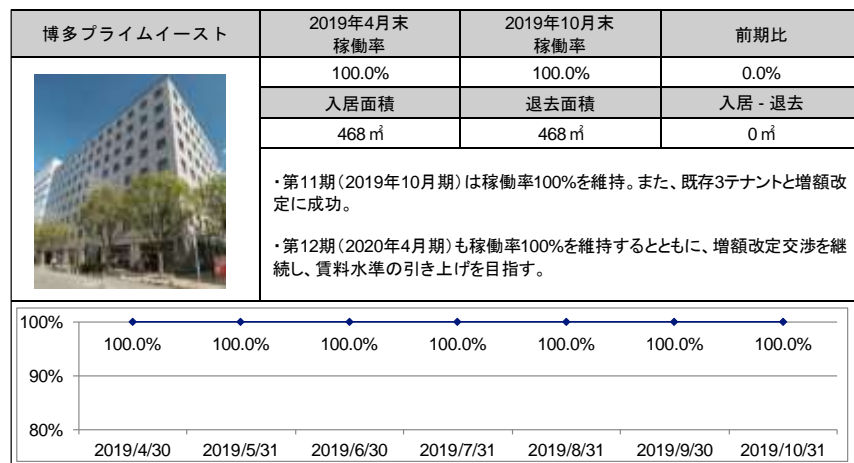 博多プライムイースト
2019年4月末
稼働率
2019年10月末
稼働率
前期比
100.0%
100.0%
0.0%
入居面積
退去面積
入居 - 退去
468㎡
468㎡
0㎡
・第11期（2019年10月期）は稼働率100%を維持。また、既存3テナントと増額改
定に成功。
・第12期（2020年4月期）も稼働率100%を維持するとともに、増額改定交渉を継
続し、賃料水準の引き上げを目指す。
100%
100.0%
100.0%
100.0%
100.0%
100.0%
100.0%
100.0%
90%
80%
2019/4/30
2019/5/31
2019/6/30
2019/7/31
2019/8/31
2019/9/30
2019/10/31